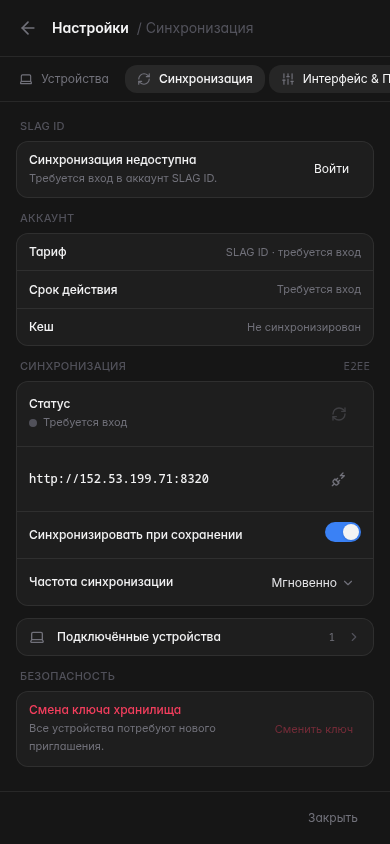 Настройки / Синхронизация
Устройства Синхронизация Интерфейс & П
SLAG ID
Синхронизация недоступна
Требуется вход в аккаунт SLAG ID.
Войти
АККАУНТ
Тариф SLAG ID · требуется вход
Срок действия Требуется вход
Кеш Не синхронизирован
СИНХРОНИЗАЦИЯ E2EE
Статус
Требуется вход
http://152.53.199.71:8320
Синхронизировать при сохранении
Частота синхронизации Мгновенно
Подключённые устройства 1
БЕЗОПАСНОСТЬ
Смена ключа хранилища
Все устройства потребуют нового
приглашения.
Сменить ключ
Закрыть